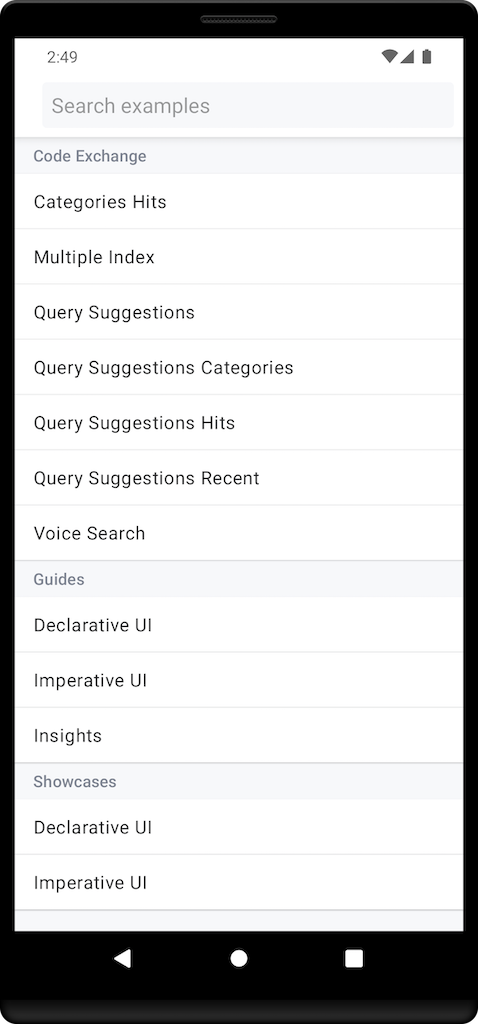 2:49
Search examples
Code Exchange
Categories Hits
Multiple Index
Query Suggestions
Query Suggestions Categories
Query Suggestions Hits
Query Suggestions Recent
Voice Search
Guides
Declarative UI
Imperative UI
Insights
Showcases
Declarative UI
Imperative UI